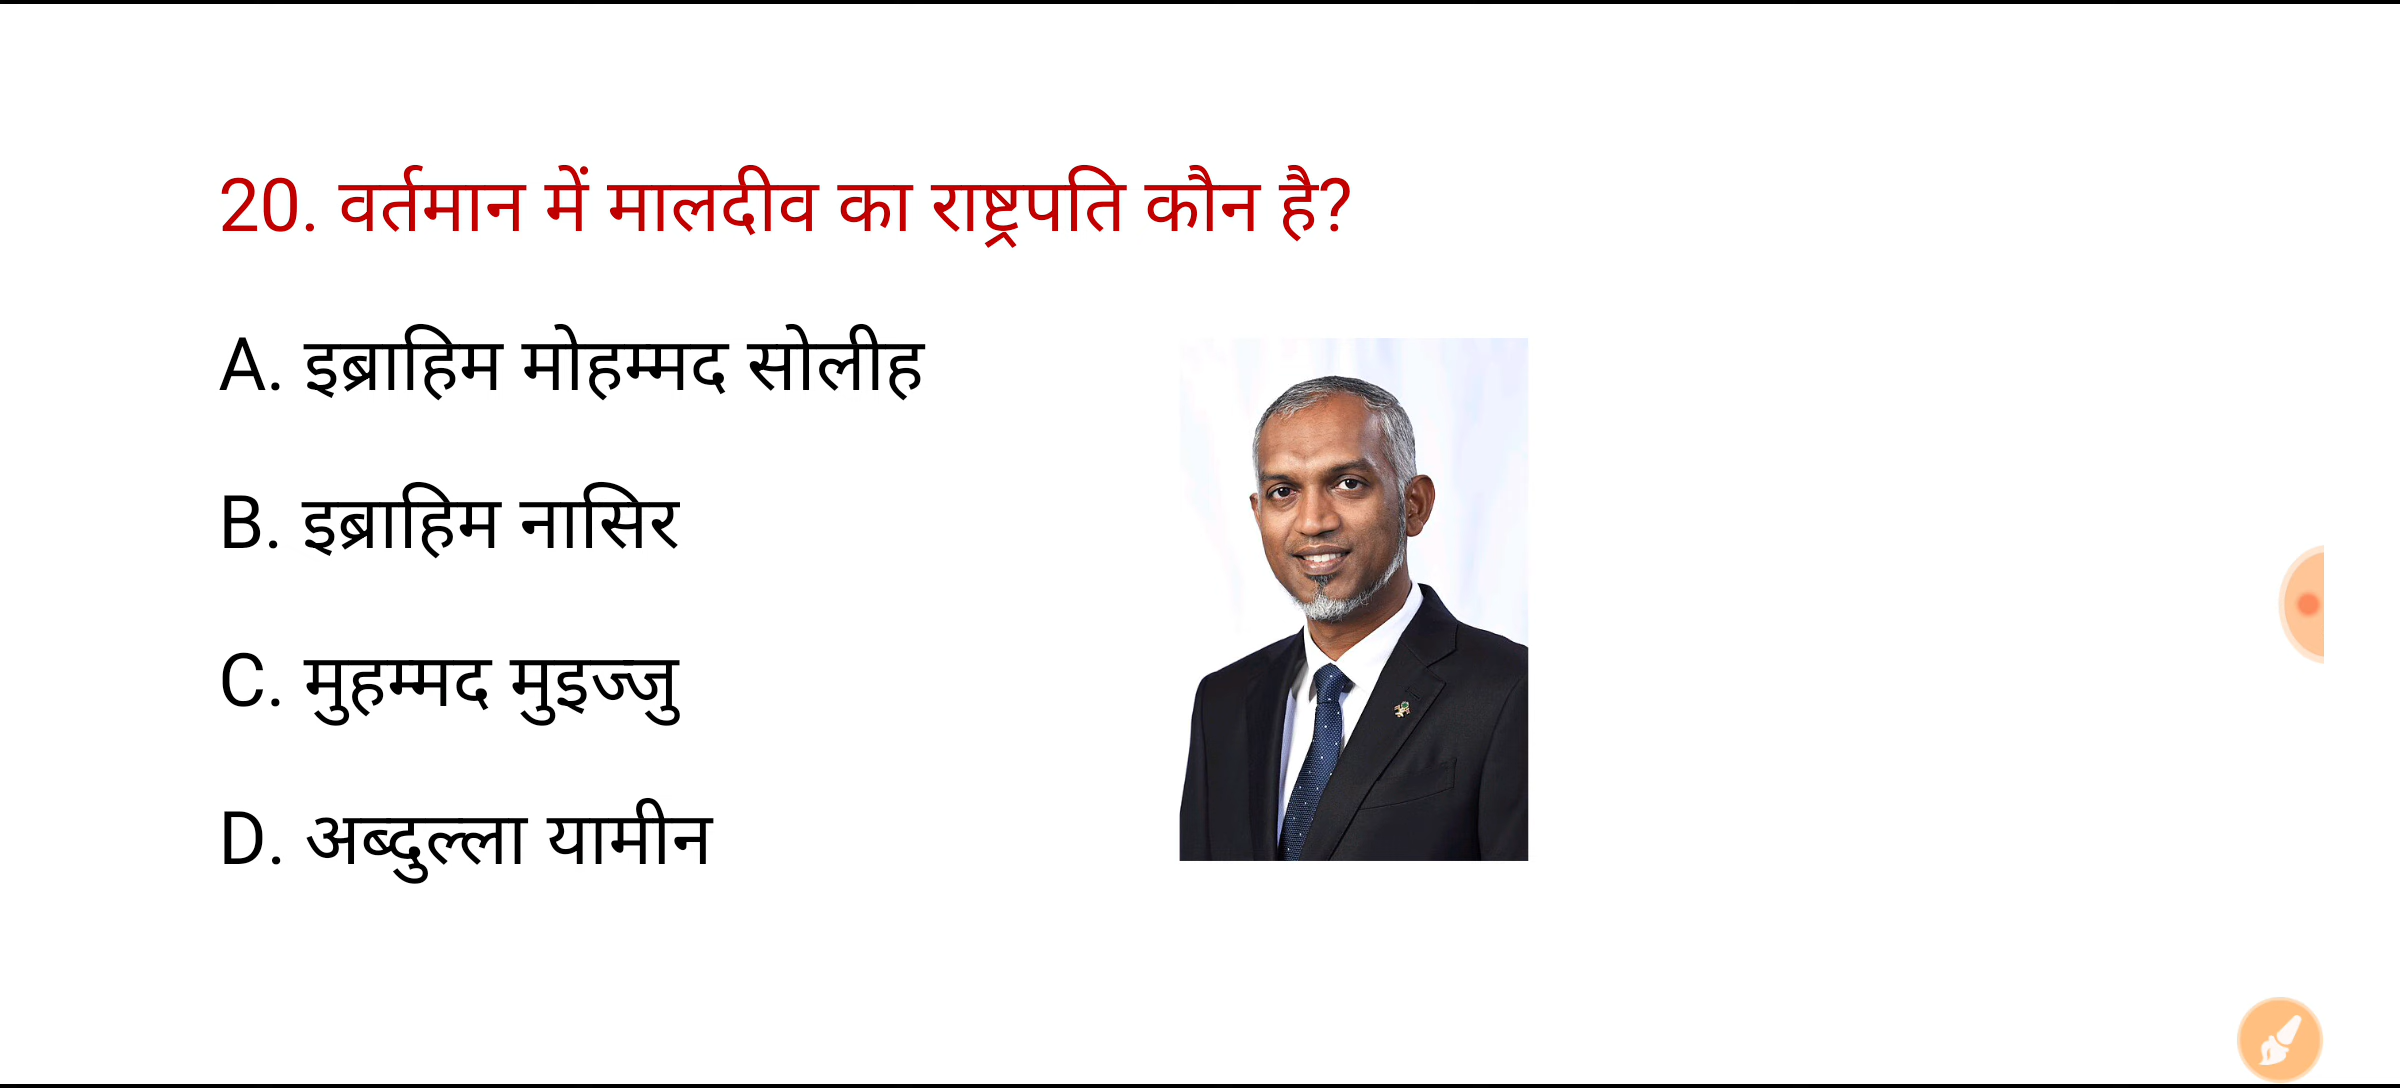 20. वर्तमान में मालदीव का राष्ट्रपति कौन है?
A. इब्राहिम मोहम्मद सोलीह
B. इब्राहिम नासिर
C. मुहम्मद मुइज्जु
D. अब्दुल्ला यामीन